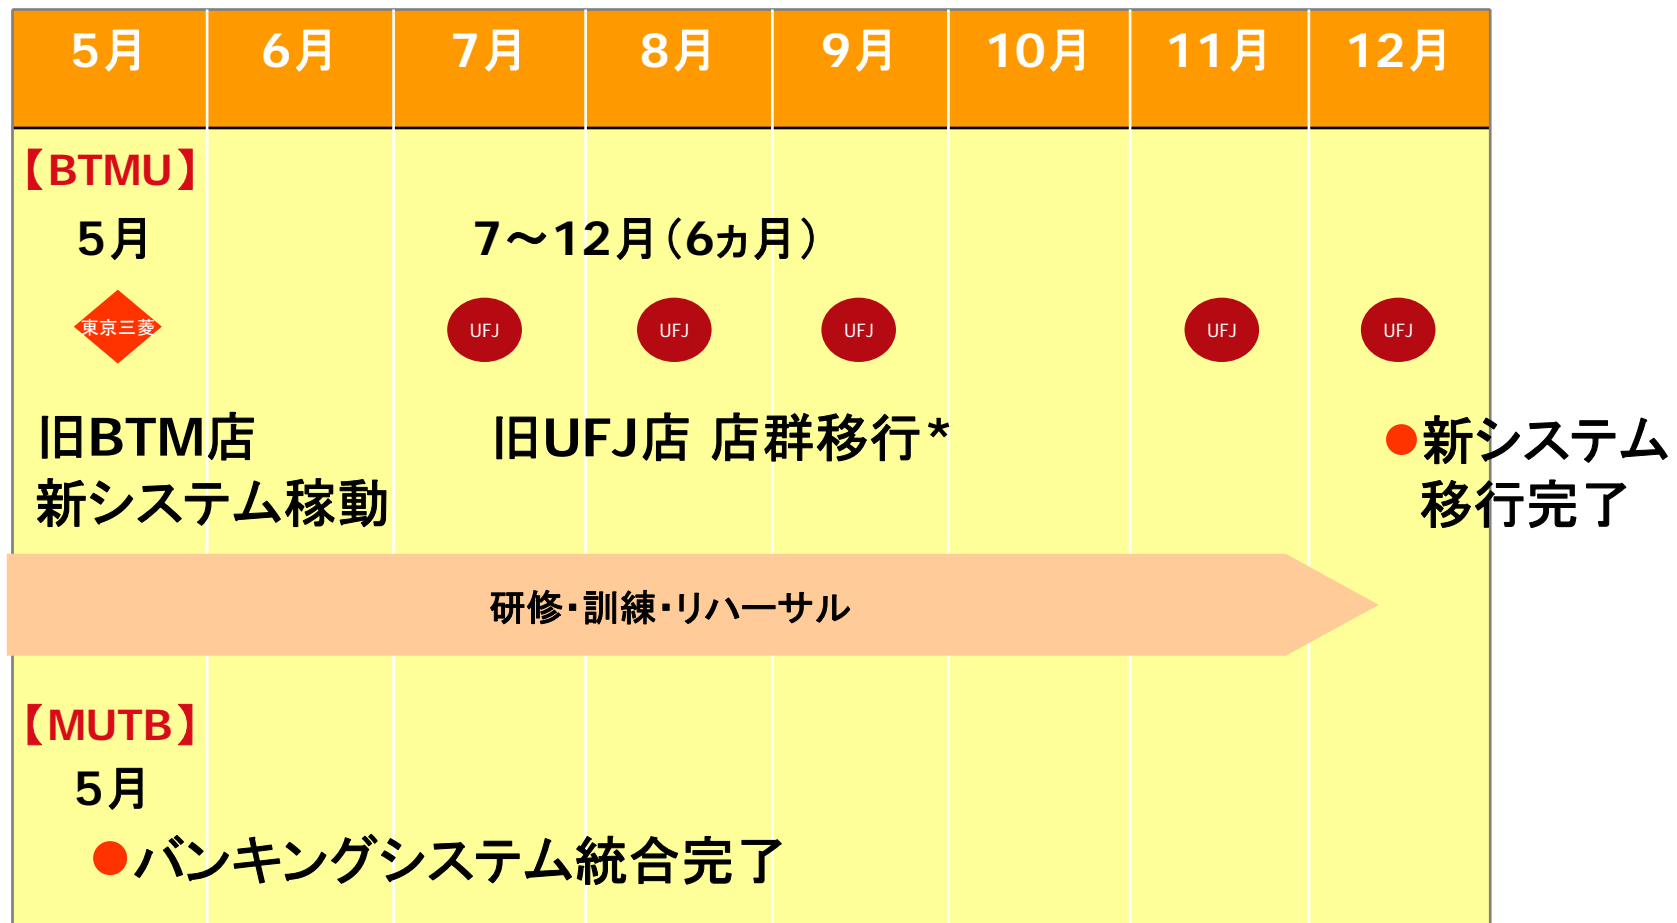 5月 6月 7月 8月 9月 10月 11月 12月
【BTMU】
5月 7～12月（6ヵ月）
東京三菱 UFJ UFJ UFJ UFJ UFJ
旧BTM店 旧UFJ店 店群移行* ●新システム
新システム稼動 移行完了
研修・訓練・リハーサル
【MUTB】
5月
●バンキングシステム統合完了